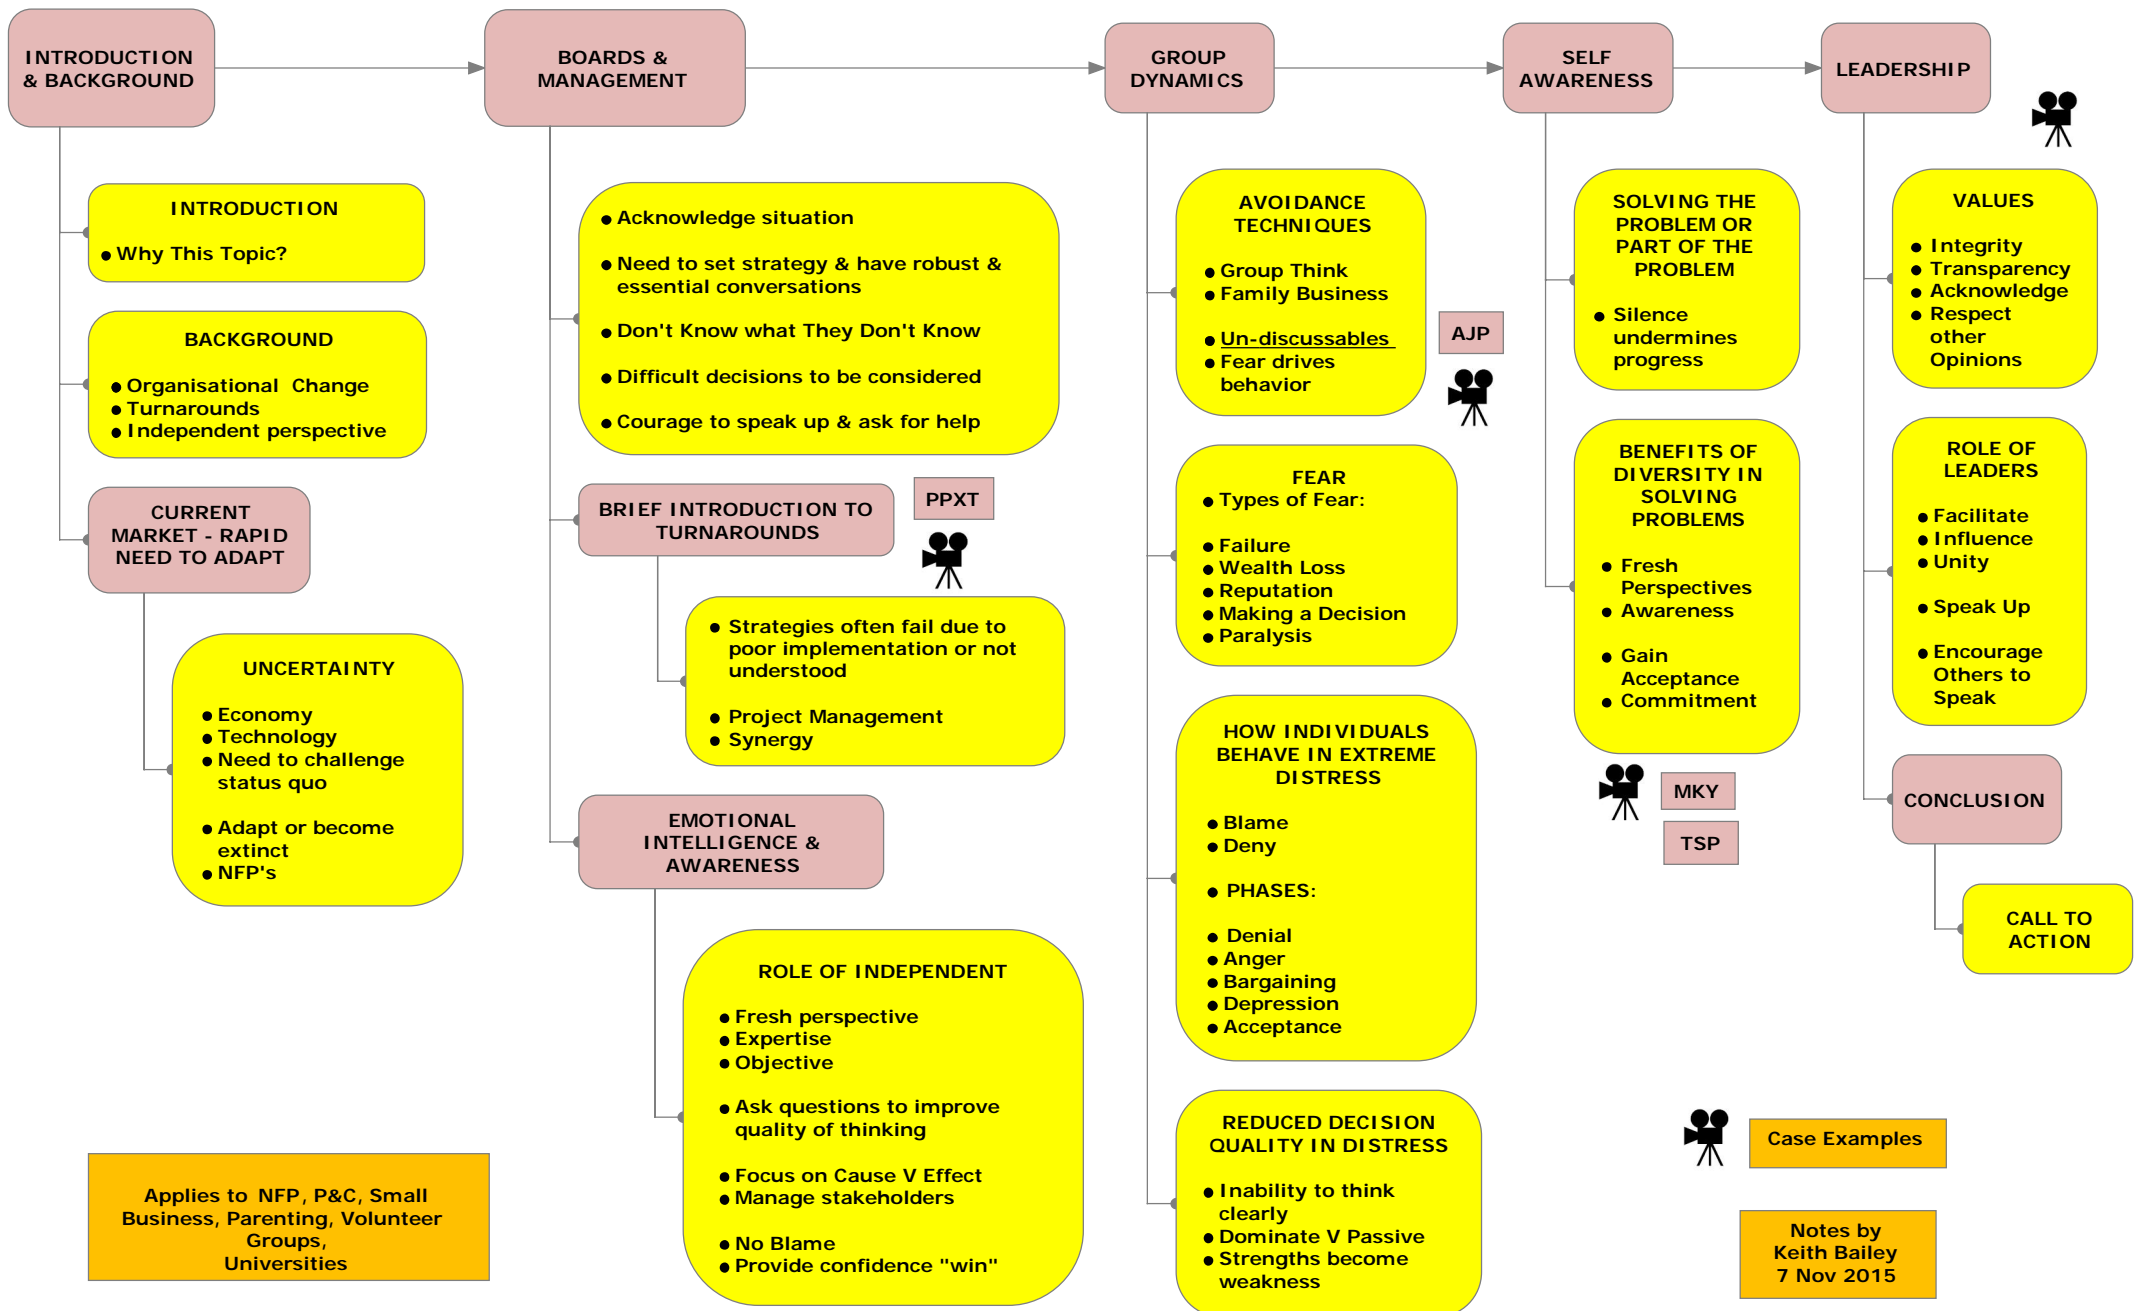 INTRODUCTION
& BACKGROUND
INTRODUCTION
● Why This Topic?
BACKGROUND
● Organisational  Change
● Turnarounds
● Independent perspective
CURRENT
MARKET - RAPID
NEED TO ADAPT
UNCERTAINTY
● Economy
● Technology
● Need to challenge
status quo
● Adapt or become
extinct
● NFP's
Applies to  NFP, P&C, Small
Business, Parenting, Volunteer
Groups,
Universities
BOARDS &
MANAGEMENT
● Acknowledge situation
● Need to set strategy & have robust &
essential conversations
● Don't Know what They Don't Know
● Difficult decisions to be considered
● Courage to speak up & ask for help
BRIEF INTRODUCTION TO
TURNAROUNDS
PPXT
● Strategies often fail due to
poor implementation or not
understood
● Project Management
● Synergy
EMOTIONAL
INTELLIGENCE &
AWARENESS
ROLE OF INDEPENDENT
● Fresh perspective
● Expertise
● Objective
● Ask questions to improve
quality of thinking
● Focus on Cause V Effect
● Manage stakeholders
● No Blame
● Provide confidence "win"
GROUP
DYNAMICS
AVOIDANCE
TECHNIQUES
● Group Think
● Family Business
● Un-discussables
● Fear drives
behavior
AJP
FEAR
● Types of Fear:
● Failure
● Wealth Loss
● Reputation
● Making a Decision
● Paralysis
HOW INDIVIDUALS
BEHAVE IN EXTREME
DISTRESS
● Blame
● Deny
● PHASES:
● Denial
● Anger
● Bargaining
● Depression
● Acceptance
REDUCED DECISION
QUALITY IN DISTRESS
● Inability to think
clearly
● Dominate V Passive
● Strengths become
weakness
SELF
AWARENESS
SOLVING THE
PROBLEM OR
PART OF THE
PROBLEM
● Silence
undermines
progress
BENEFITS OF
DIVERSITY IN
SOLVING
PROBLEMS
● Fresh
Perspectives
● Awareness
● Gain
Acceptance
● Commitment
MKY
TSP
LEADERSHIP
VALUES
● Integrity
● Transparency
● Acknowledge
● Respect
other
Opinions
ROLE OF
LEADERS
● Facilitate
● Influence
● Unity
● Speak Up
● Encourage
Others to
Speak
CONCLUSION
CALL TO
ACTION
Case Examples
Notes by
Keith Bailey
7 Nov 2015